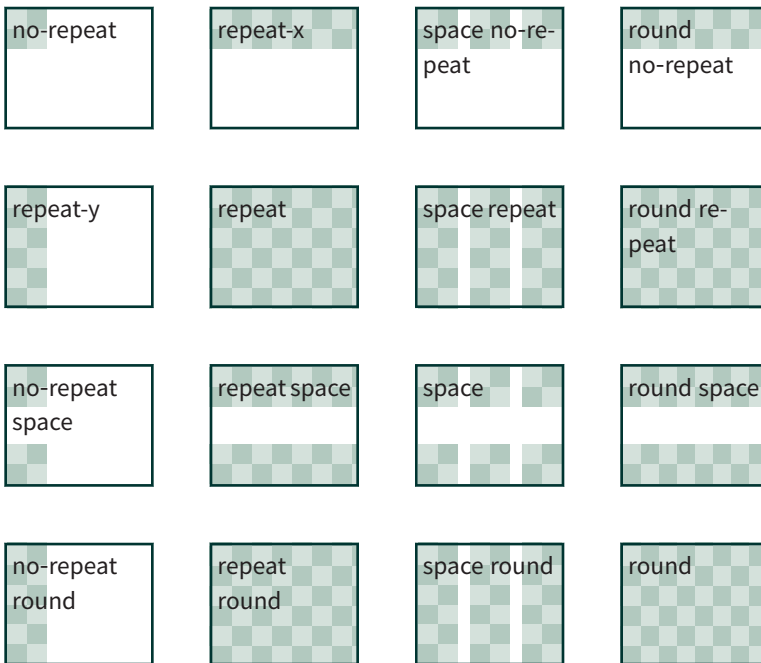 no-repeat
repeat-x
space no-re-
peat
round
no-repeat
repeat-y
repeat
space repeat
round re-
peat
no-repeat
space
repeat space
space
round space
no-repeat
round
repeat
round
space round
round